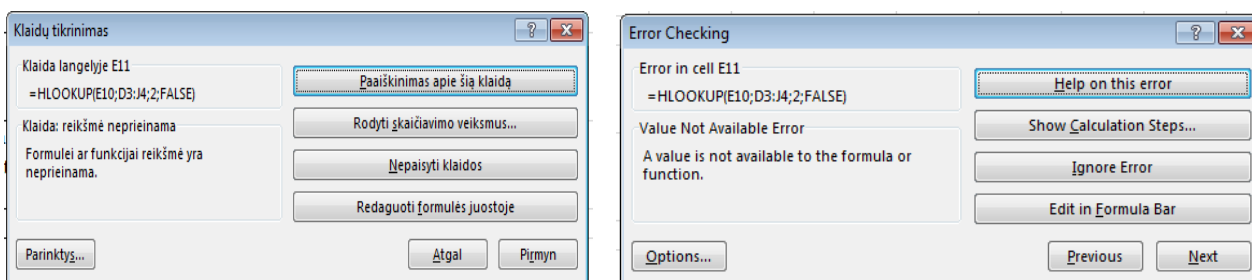 Klaidų tikrinimas
Klaida langelyje E11
=HLOOKUP(E10;D3:J4;2;FALSE)
Klaida: reikšmė neprieinama
Formulei ar funkcijai reikšmė yra
neprieinama.
Paaiškinimas apie šią klaidą
Rodyti skaičiavimo veiksmus...
Nepaisyti klaidos
Redaguoti formulės juostoje
Parinktys...
Atgal
Pirmyn
Error Checking
Error in cell E11
=HLOOKUP(E10;D3:J4;2;FALSE)
Value Not Available Error
A value is not available to the formula or
function.
Help on this error
Show Calculation Steps...
Ignore Error
Edit in Formula Bar
Options...
Previous
Next